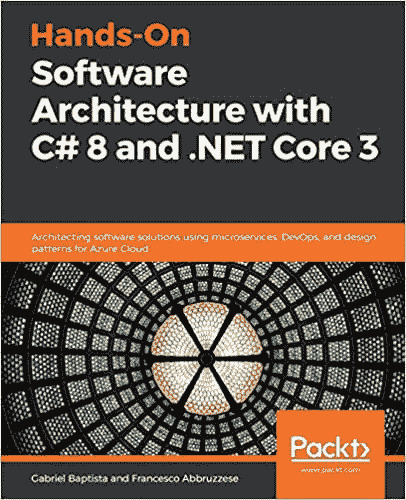 Hands-On
Software
Architecture with
C# 8 and .NET Core 3
Architecting software solutions using microservices, DevOps, and design
patterns for Azure Cloud
Packt>
www.packt.com
Gabriel Baptista and Francesco Abbruzzese